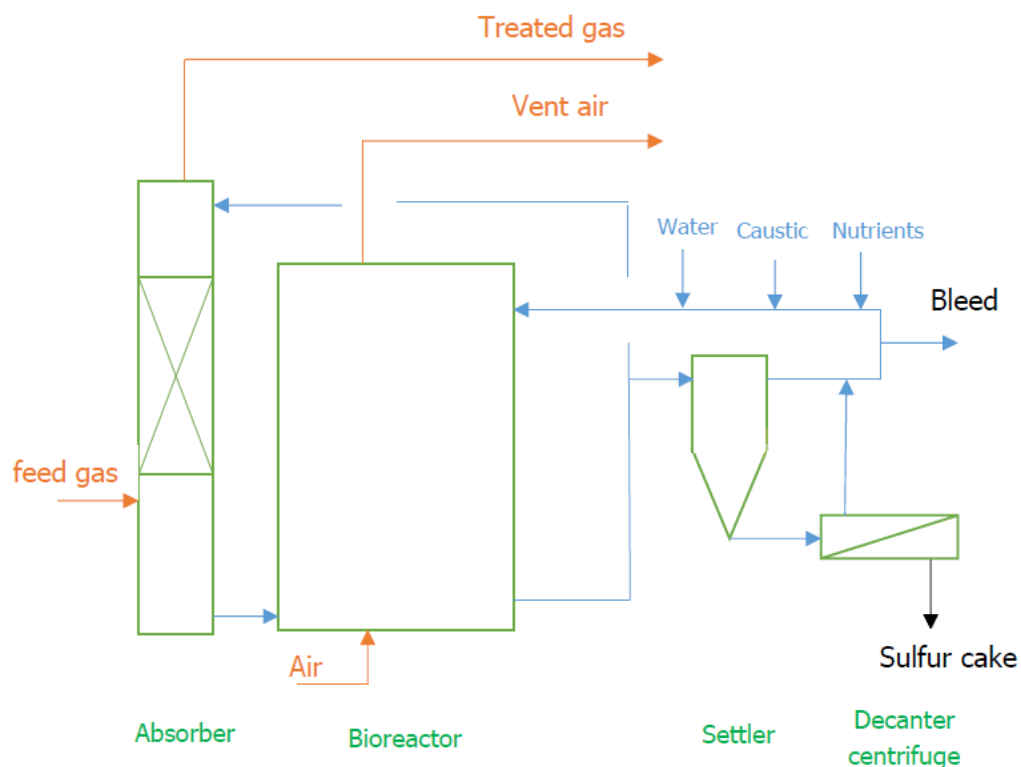 Treated gas
Vent air
Water
Caustic
Nutrients
Bleed
feed gas
Air
Sulfur cake
Absorber
Bioreactor
Settler
Decanter
centrifuge